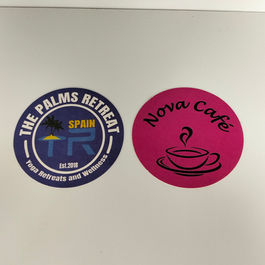 THE PALMS RETREAT
SPAIN
TR
Est.2018
Yoga Retreats and Wellness
Nova Café